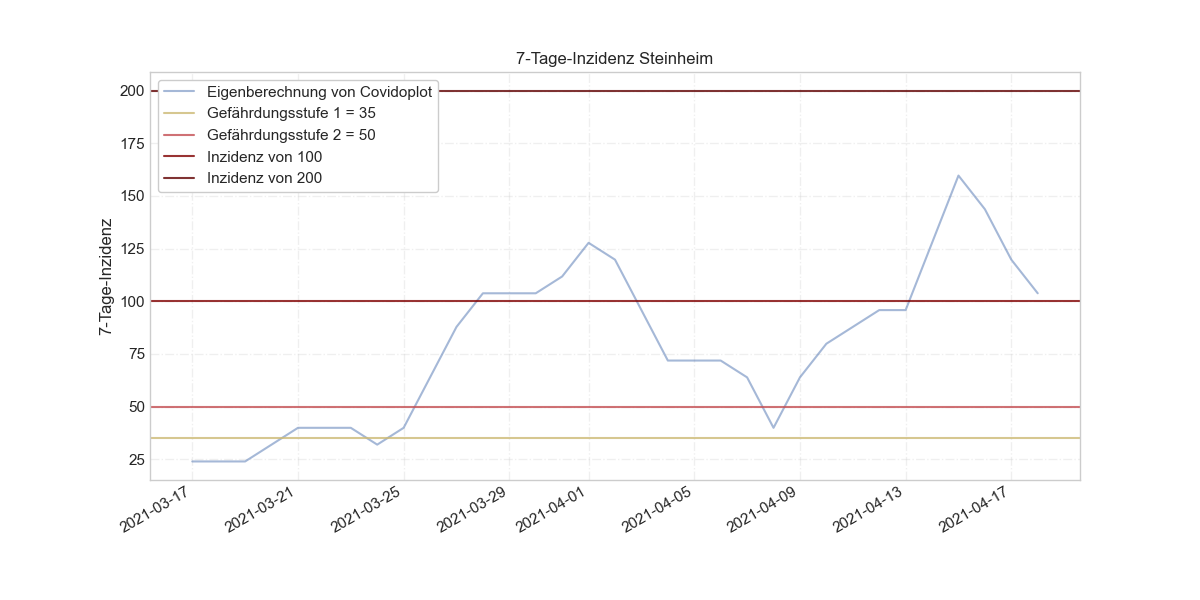 7-Tage-Inzidenz Steinheim
Eigenberechnung von Covidoplot
Gefährdungsstufe 1 = 35
Gefährdungsstufe 2 = 50
Inzidenz von 100
Inzidenz von 200
7-Tage-Inzidenz
200
175
150
125
100
75
50
25
2021-03-17
2021-03-21
2021-03-25
2021-03-29
2021-04-01
2021-04-05
2021-04-09
2021-04-13
2021-04-17